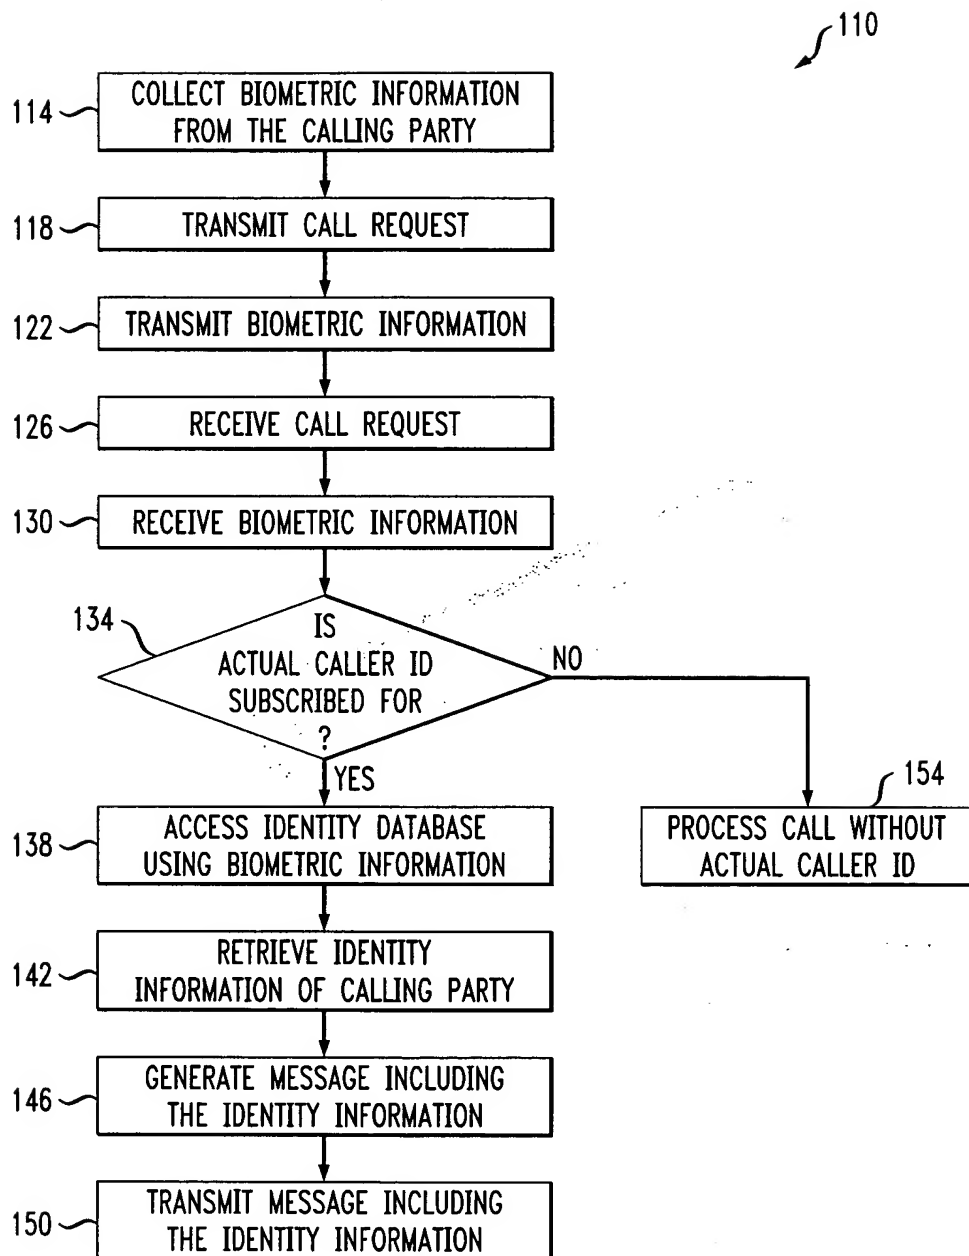 110
114
COLLECT BIOMETRIC INFORMATION
FROM THE CALLING PARTY
118
TRANSMIT CALL REQUEST
122
TRANSMIT BIOMETRIC INFORMATION
126
RECEIVE CALL REQUEST
130
RECEIVE BIOMETRIC INFORMATION
134
IS
ACTUAL CALLER ID
SUBSCRIBED FOR
?
NO
YES
154
PROCESS CALL WITHOUT
ACTUAL CALLER ID
138
ACCESS IDENTITY DATABASE
USING BIOMETRIC INFORMATION
142
RETRIEVE IDENTITY
INFORMATION OF CALLING PARTY
146
GENERATE MESSAGE INCLUDING
THE IDENTITY INFORMATION
150
TRANSMIT MESSAGE INCLUDING
THE IDENTITY INFORMATION